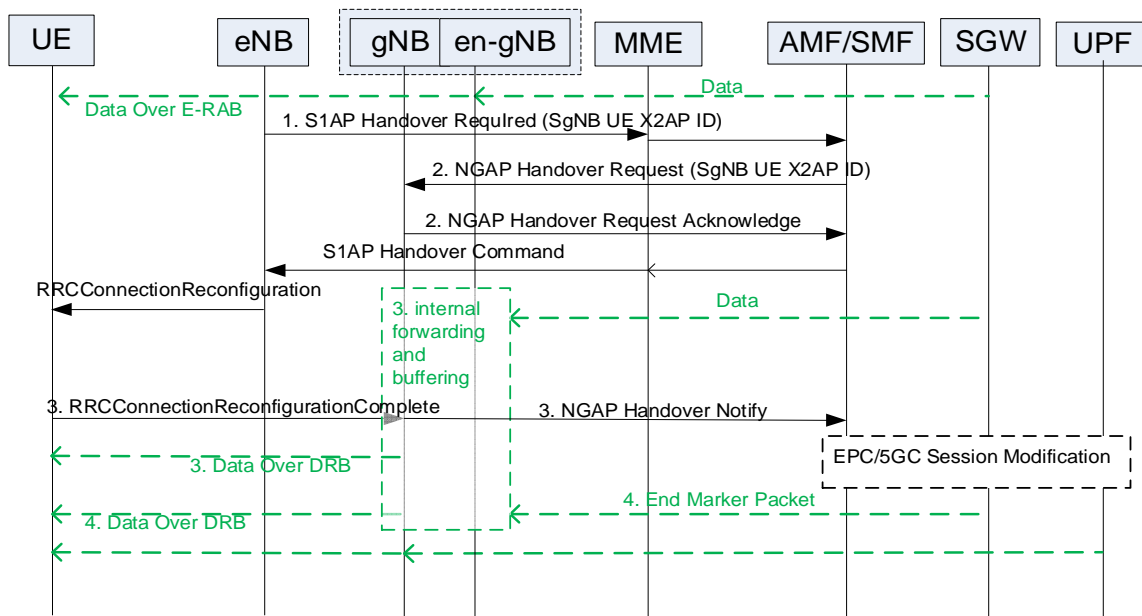 UE
eNB
gNB
en-gNB
MME
AMF/SMF
SGW
UPF
Data
Data Over E-RAB
1. S1AP Handover RequIred (SgNB UE X2AP ID)
2. NGAP Handover Request (SgNB UE X2AP ID)
2. NGAP Handover Request Acknowledge
S1AP Handover Command
RRCConnectionReconfiguration
3. internal
forwarding
and
buffering
Data
3. RRCConnectionReconfigurationComplete
3. NGAP Handover Notify
3. Data Over DRB
EPC/5GC Session Modification
4. End Marker Packet
4. Data Over DRB